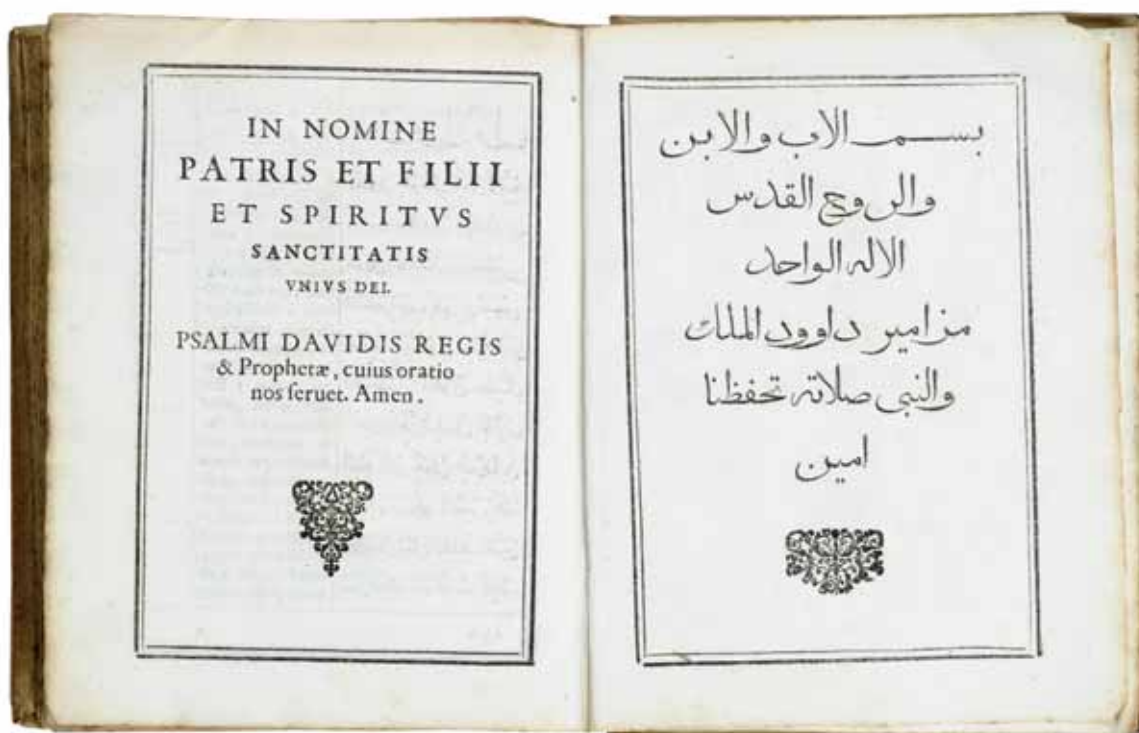 IN NOMINE
PATRIS ET FILII
ET SPIRITVS
SANCTITATIS
VNIVS DEI.
PSALMI DAVIDIS REGIS
& Prophetæ, cuius oratio
nos ſeruet. Amen.
بسم الاب والابن
والروح القدس
الاله الواحد
مزامير داوود الملك
والنبي صلاته تحفظنا
امين